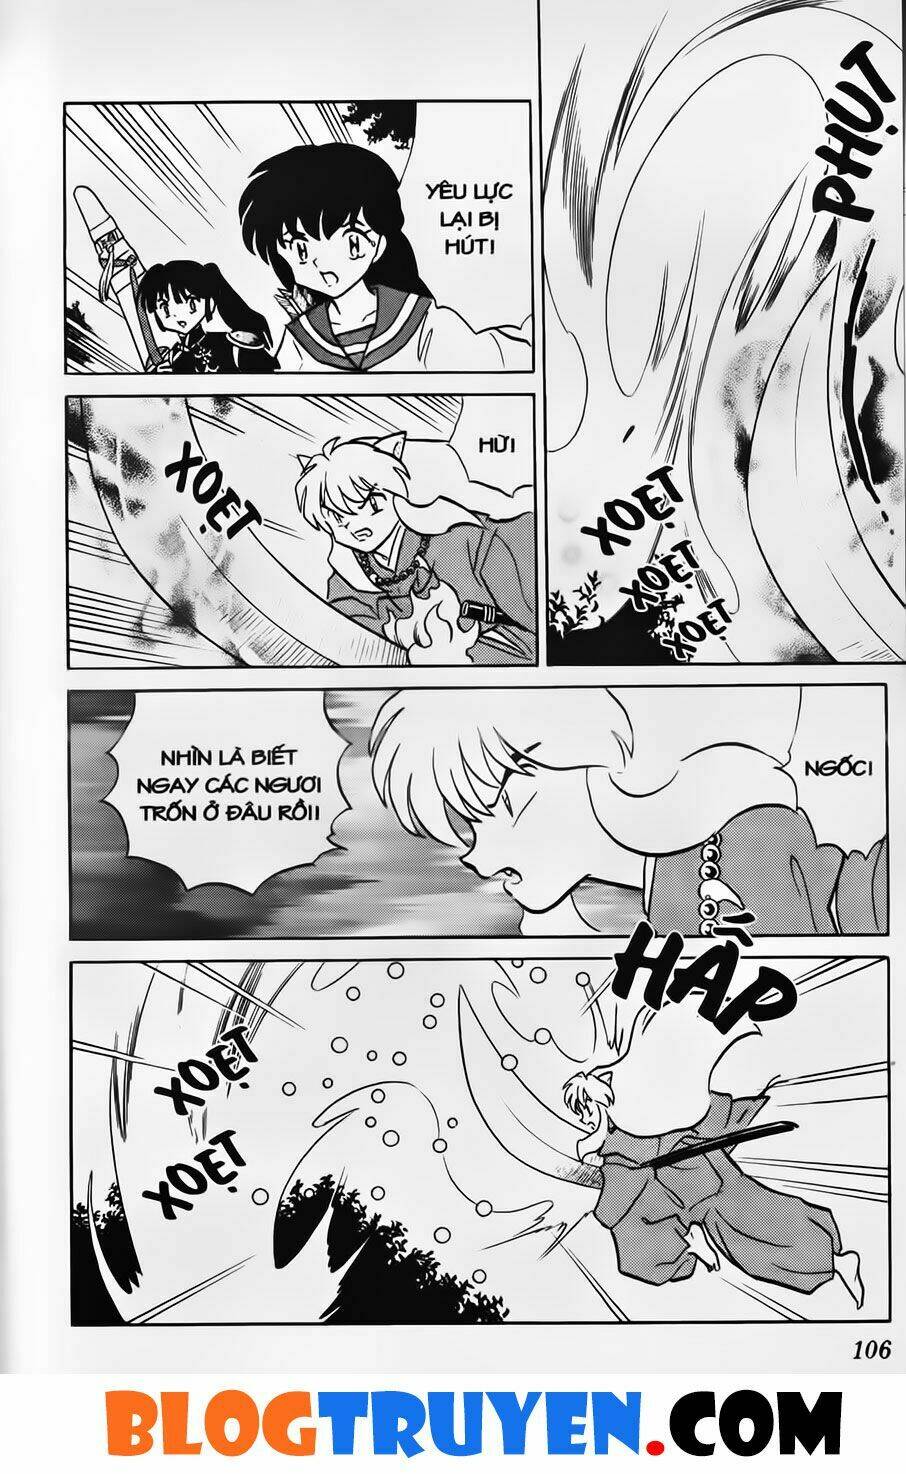 PHỤT
XOẸT
XOẸT
XOẸT
YÊU LỰC
LẠI BỊ
HÚT!
HỪ!
XOẸT
NGỐC!
NHÌN LÀ BIẾT
NGAY CÁC NGƯƠI
TRỐN Ở ĐÂU RỒI!
HẤP
XOẸT
XOẸT
106
BLOGTRUYEN.COM